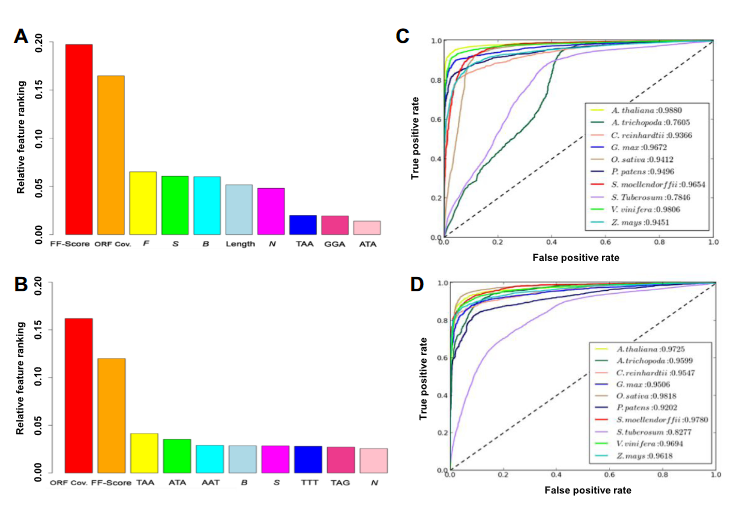 A
Relative feature ranking
0.20
0.15
0.10
0.05
0.00
FF-Score ORF Cov. F S B Length N TAA GGA ATA
B
Relative feature ranking
0.20
0.15
0.10
0.05
0.00
ORF Cov. FF-Score TAA ATA AAT B S TTT TAG N
C
True positive rate
1.0
0.8
0.6
0.4
0.2
0.0
0.0 0.2 0.4 0.6 0.8 1.0
False positive rate
A. thaliana:0.9880
A. trichopoda:0.7605
C. reinhardtii:0.9366
G. max:0.9672
O. sativa:0.9412
P. patens:0.9496
S. moellendorffii:0.9654
S. Tuberosum:0.7846
V. vinifera:0.9806
Z. mays:0.9451
D
True positive rate
1.0
0.8
0.6
0.4
0.2
0.0
0.0 0.2 0.4 0.6 0.8 1.0
False positive rate
A.thaliana:0.9725
A.trichopoda:0.9599
C.reinhardtii:0.9547
G.max:0.9506
O.sativa:0.9818
P.patens:0.9202
S.moellendorffii:0.9780
S.tuberosum:0.8277
V.vinifera:0.9694
Z.mays:0.9618